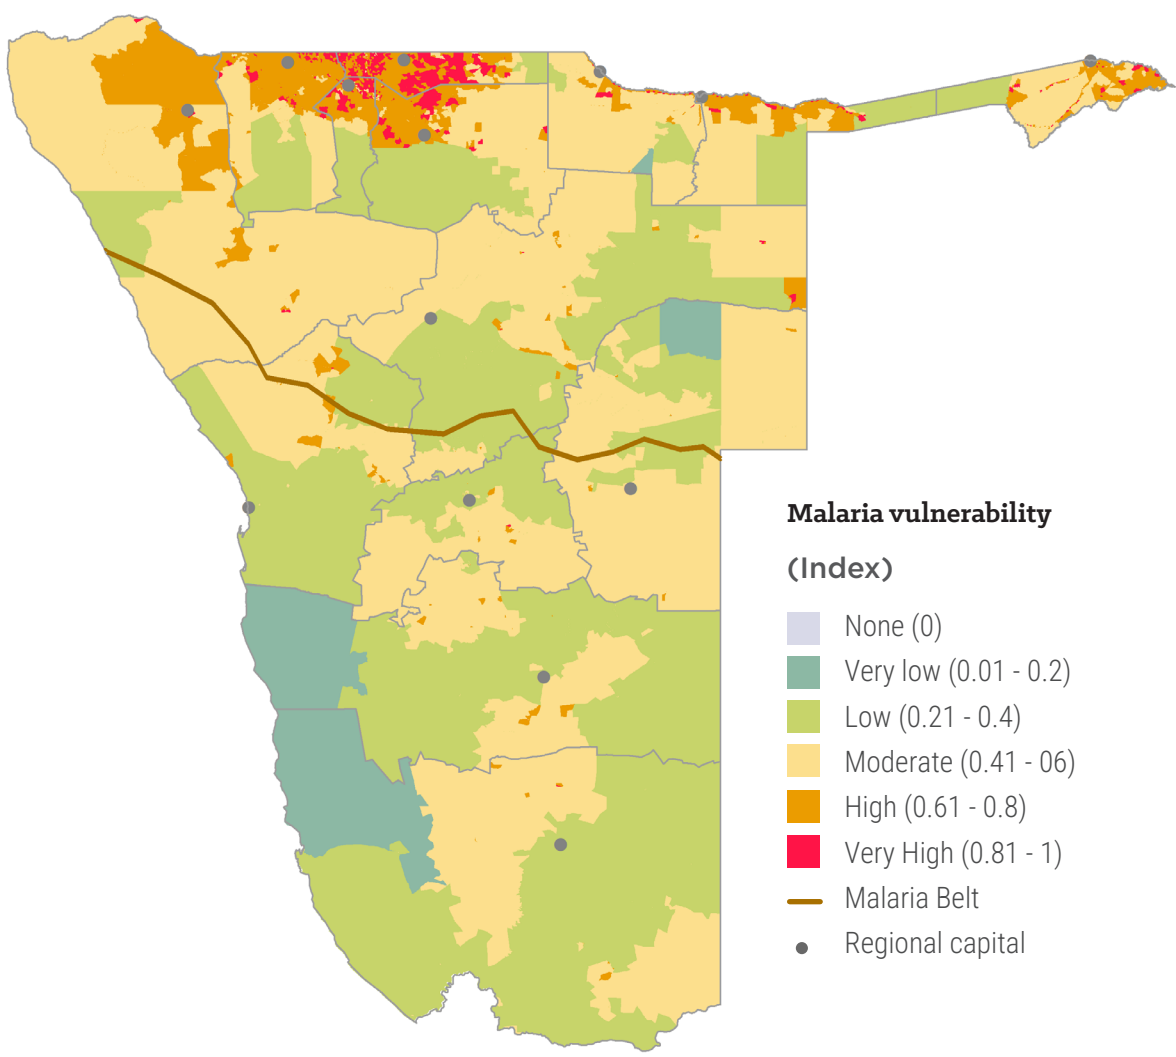 Malaria vulnerability
(Index)
None (0)
Very low (0.01 - 0.2)
Low (0.21 - 0.4)
Moderate (0.41 - 06)
High (0.61 - 0.8)
Very High (0.81 - 1)
Malaria Belt
Regional capital